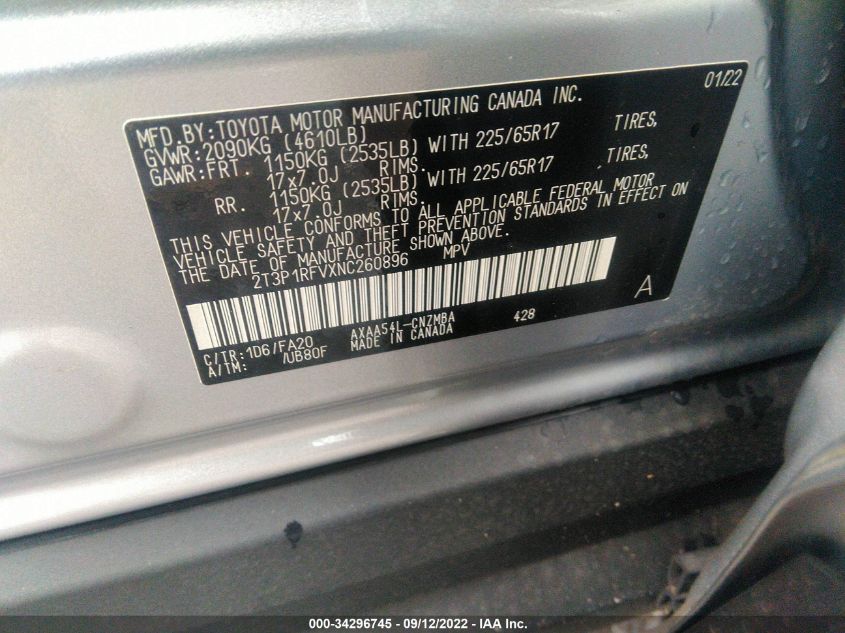 01/22
MFD.BY:TOYOTA MOTOR MANUFACTURING CANADA INC.
GVWR:2090KG (4610LB)
GAWR:FRT. 1150KG (2535LB) WITH 225/65R17 TIRES,
17x7.0J RIMS.
RR. 1150KG (2535LB) WITH 225/65R17 TIRES,
17x7.0J RIMS.
THIS VEHICLE CONFORMS TO ALL APPLICABLE FEDERAL MOTOR
VEHICLE SAFETY AND THEFT PREVENTION STANDARDS IN EFFECT ON
THE DATE OF MANUFACTURE SHOWN ABOVE.
2T3P1RFVXNC260896 MPV
A
C/TR:1D6/FA20 AXAA54L-CNZMBA 428
A/TM: /UB80F MADE IN CANADA
000-34296745 - 09/12/2022 - IAA Inc.